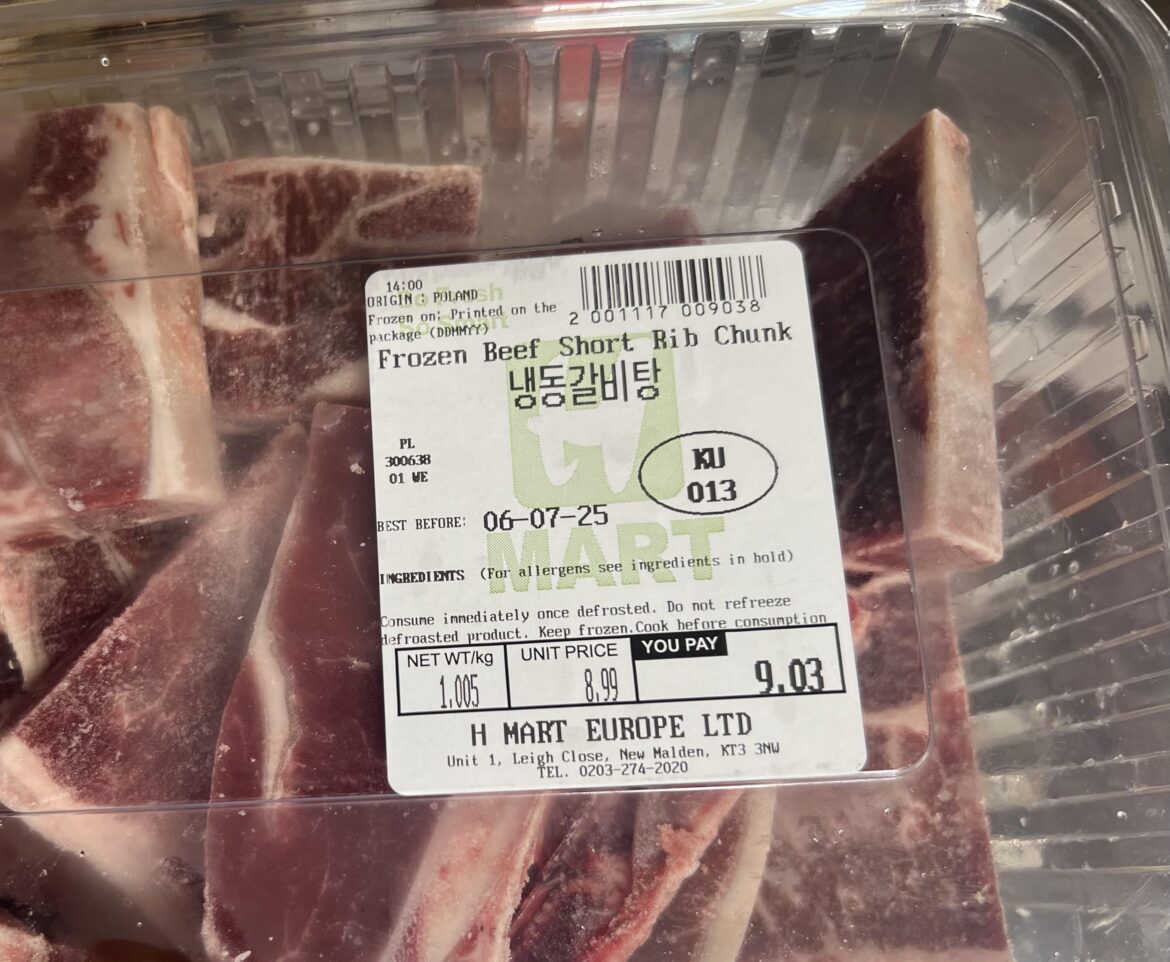 14:00
ORIGIN : POLAND
Frozen on: Printed on the
package (DDMMYY)
2 001117 009038
Frozen Beef Short Rib Chunk
냉동갈비탕
PL
300638
01 WE
KU
013
BEST BEFORE: 06-07-25
MART
INGREDIENTS (For allergens see ingredients in hold)
Consume immediately once defrosted. Do not refreeze
defroasted product. Keep frozen.Cook before consumption
NET WT/kg UNIT PRICE YOU PAY
1.005 8.99 9.03
H MART EUROPE LTD
Unit 1, Leigh Close, New Malden, KT3 3NW
TEL. 0203-274-2020